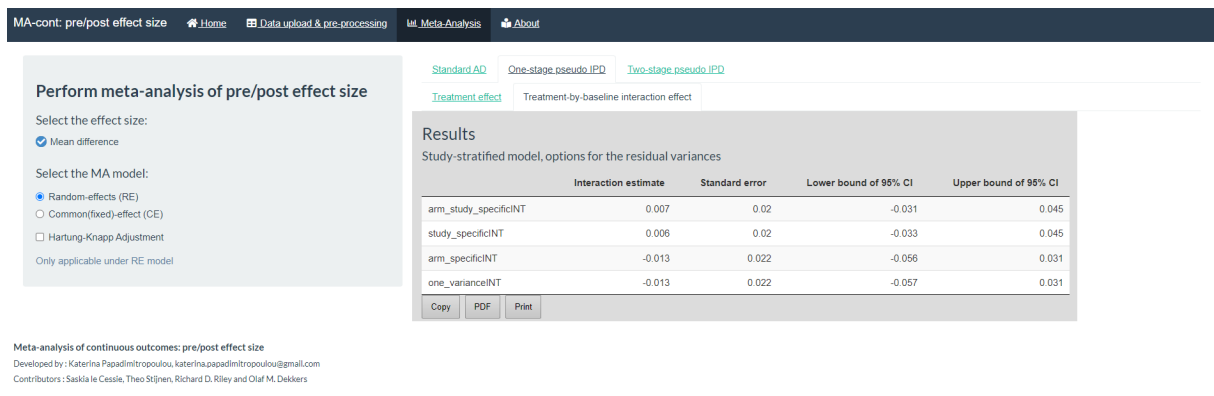 MA-cont: pre/post effect size Home Data upload & pre-processing Meta-Analysis About
Perform meta-analysis of pre/post effect size
Select the effect size:
Mean difference
Select the MA model:
Random-effects (RE)
Common(fixed)-effect (CE)
Hartung-Knapp Adjustment
Only applicable under RE model
Standard AD One-stage pseudo IPD Two-stage pseudo IPD
Treatment effect Treatment-by-baseline interaction effect
Results
Study-stratified model, options for the residual variances
Interaction estimate Standard error Lower bound of 95% CI Upper bound of 95% CI
arm_study_specificINT 0.007 0.02 -0.031 0.045
study_specificINT 0.006 0.02 -0.033 0.045
arm_specificINT -0.013 0.022 -0.056 0.031
one_varianceINT -0.013 0.022 -0.057 0.031
Copy PDF Print
Meta-analysis of continuous outcomes: pre/post effect size
Developed by : Katerina Papadimitropoulou, katerina.papadimitropoulou@gmail.com
Contributors : Saskia le Cessie, Theo Stijnen, Richard D. Riley and Olaf M. Dekkers